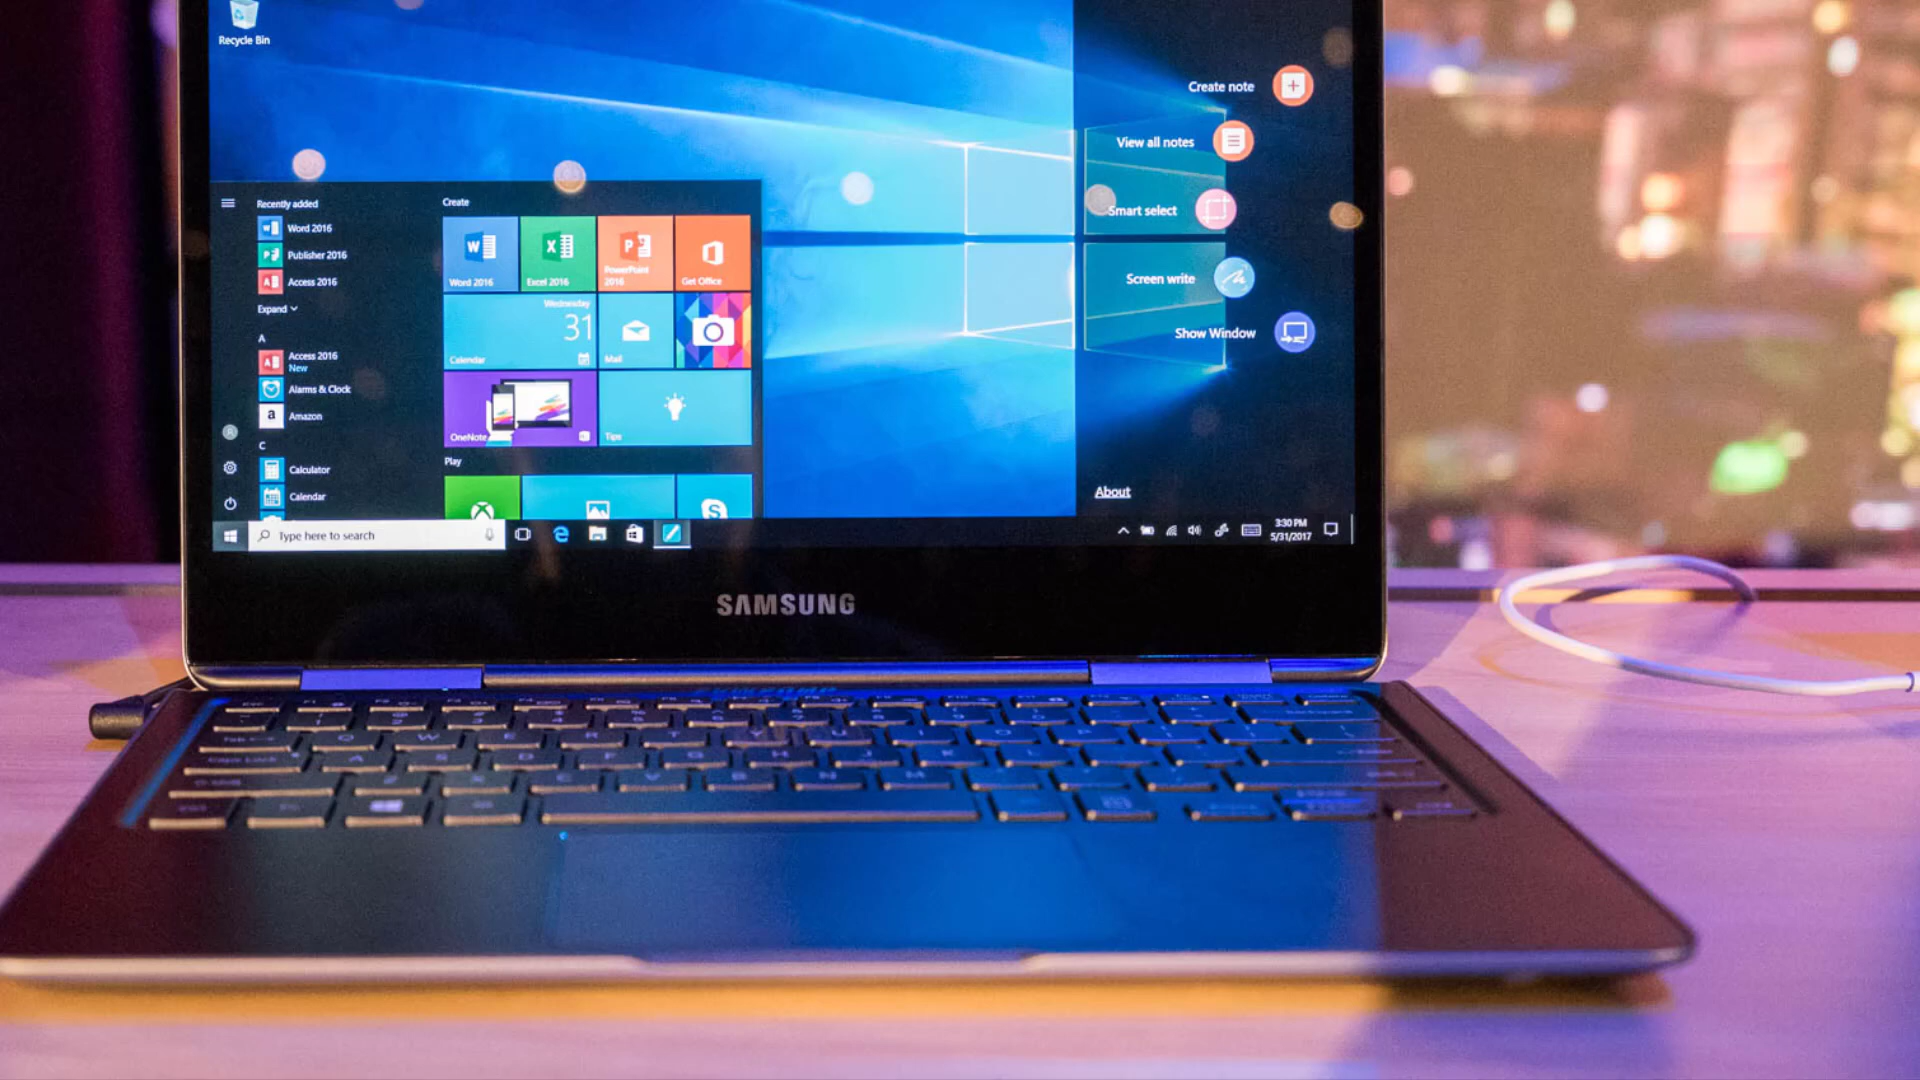 Recycle Bin
Recently added
Word 2016
Publisher 2016
Access 2016
Expand
A
Access 2016
New
Alarms & Clock
a
Amazon
C
Calculator
Calendar
Create
Word 2016
Excel 2016
PowerPoint
2016
Get Office
Wednesday
31
Calendar
Mail
OneNote
Tips
Play
Create note
View all notes
Smart select
Screen write
Show Window
About
Type here to search
3:30 PM
5/31/2017
SAMSUNG